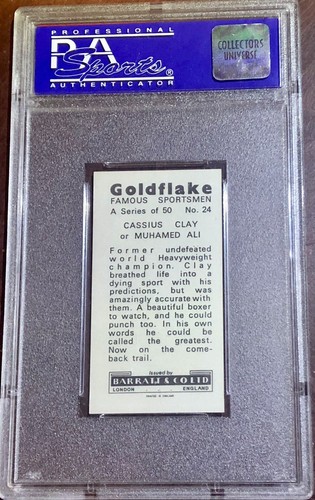 PROFESSIONAL
PSA
Sports
AUTHENTICATOR
COLLECTORS
UNIVERSE
Goldflake
FAMOUS SPORTSMEN
A Series of 50 No. 24
CASSIUS CLAY
or MUHAMED ALI
Former undefeated
world Heavyweight
champion. Clay
breathed life into a
dying sport with his
predictions, but was
amazingly accurate with
them. A beautiful boxer
to watch, and he could
punch too. In his own
words he could be
called the greatest.
Now on the come-
back trail.
issued by
BARRATT & CO LTD
LONDON ENGLAND